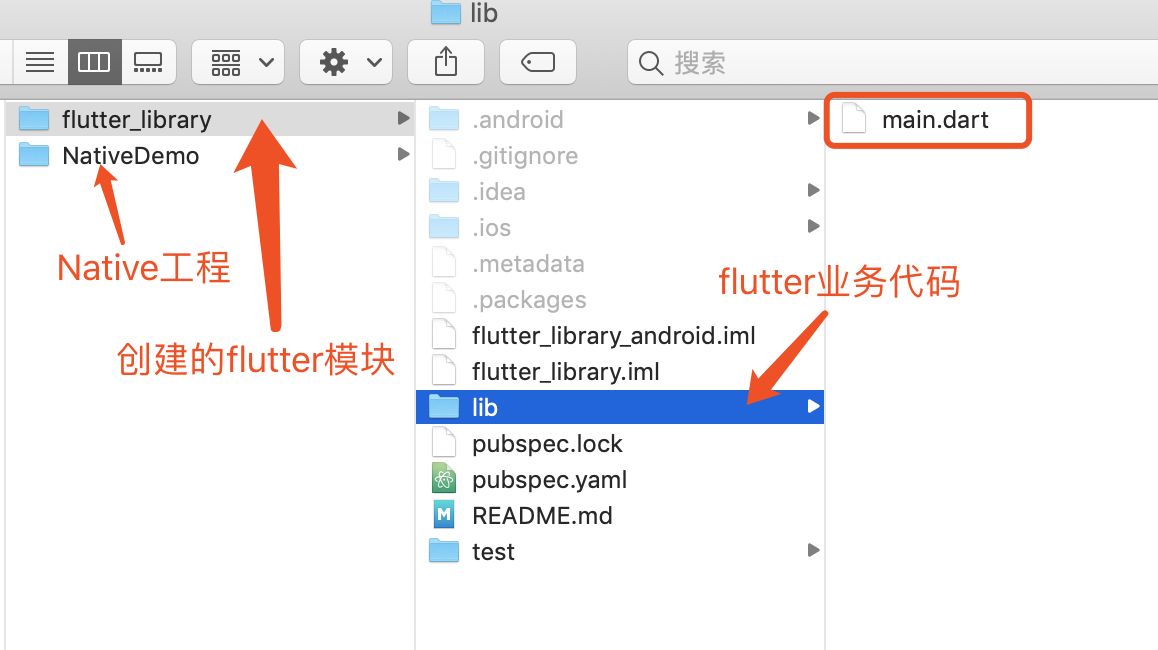 lib
搜索
flutter_library
NativeDemo
Native工程
创建的flutter模块
.android
.gitignore
.idea
.ios
.metadata
.packages
flutter_library_android.iml
flutter_library.iml
lib
pubspec.lock
pubspec.yaml
README.md
test
flutter业务代码
main.dart